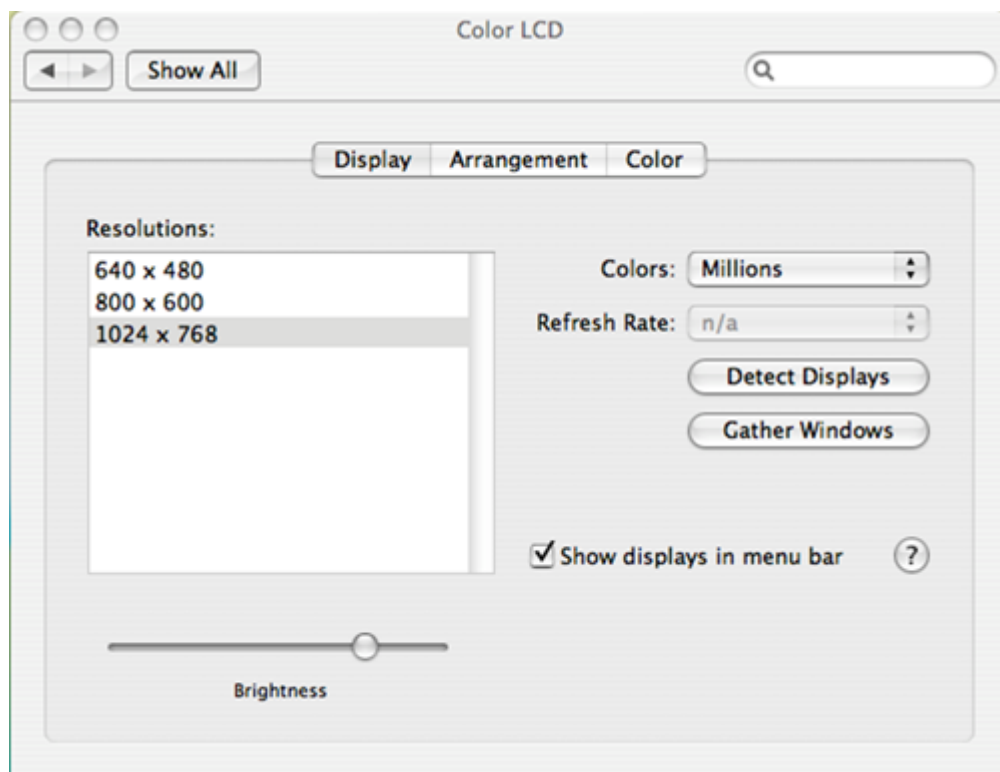 Color LCD
Show All
Display Arrangement Color
Resolutions:
640 x 480
800 x 600
1024 x 768
Colors: Millions
Refresh Rate: n/a
Detect Displays
Gather Windows
Show displays in menu bar ?
Brightness